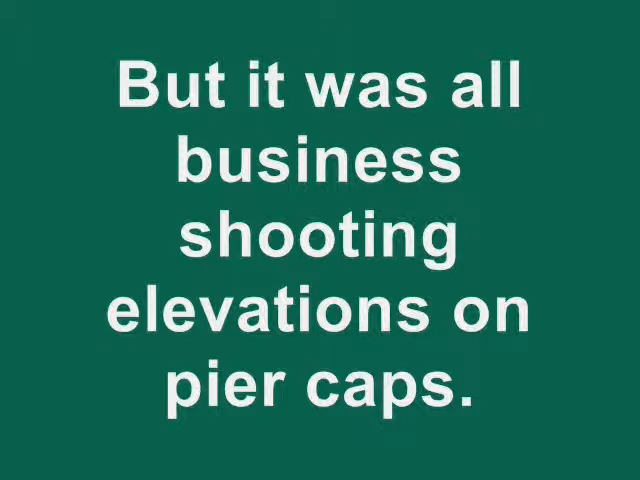 But it was all
business
shooting
elevations on
pier caps.